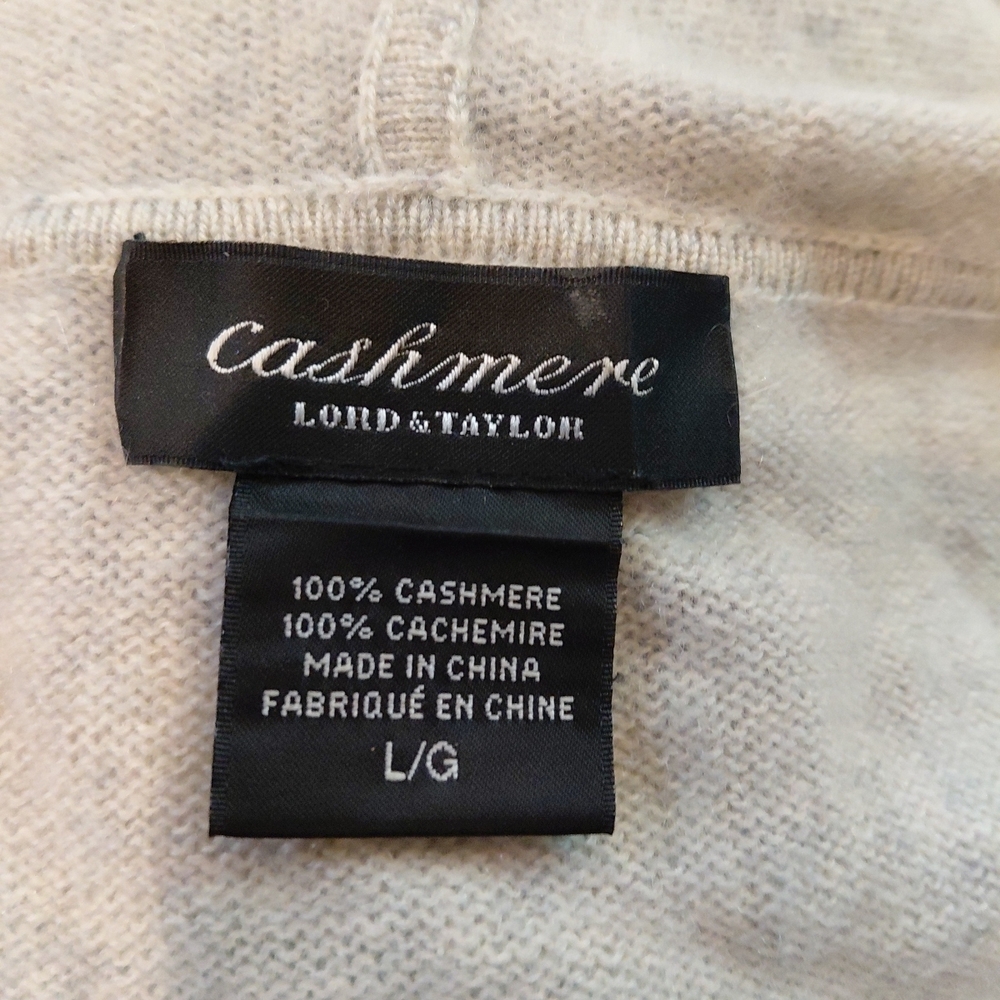 Cashmere
LORD & TAYLOR
100% CASHMERE
100% CACHEMIRE
MADE IN CHINA
FABRIQUÉ EN CHINE
L/G